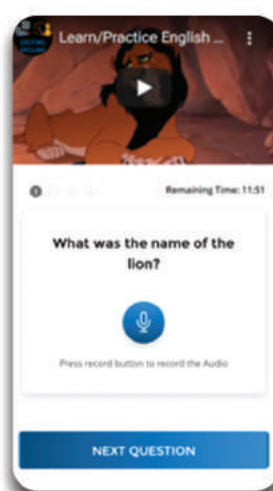 Learn/Practice English ...
Remaining Time: 11:51
What was the name of the
lion?
Press record button to record the Audio
NEXT QUESTION